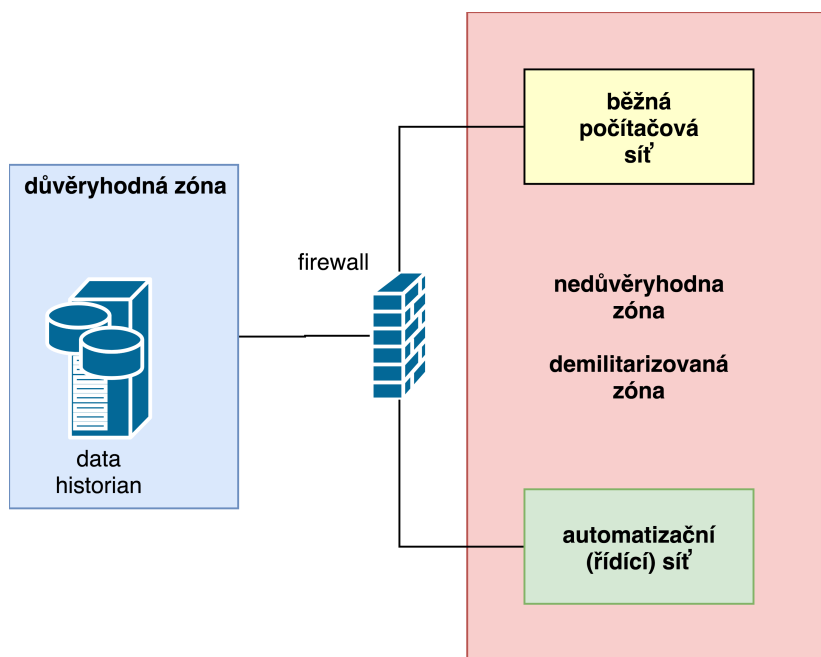 důvěryhodná zóna
data
historian
firewall
běžná
počítačová
síť
nedůvěryhodna
zóna
demilitarizovaná
zóna
automatizační
(řídící) síť